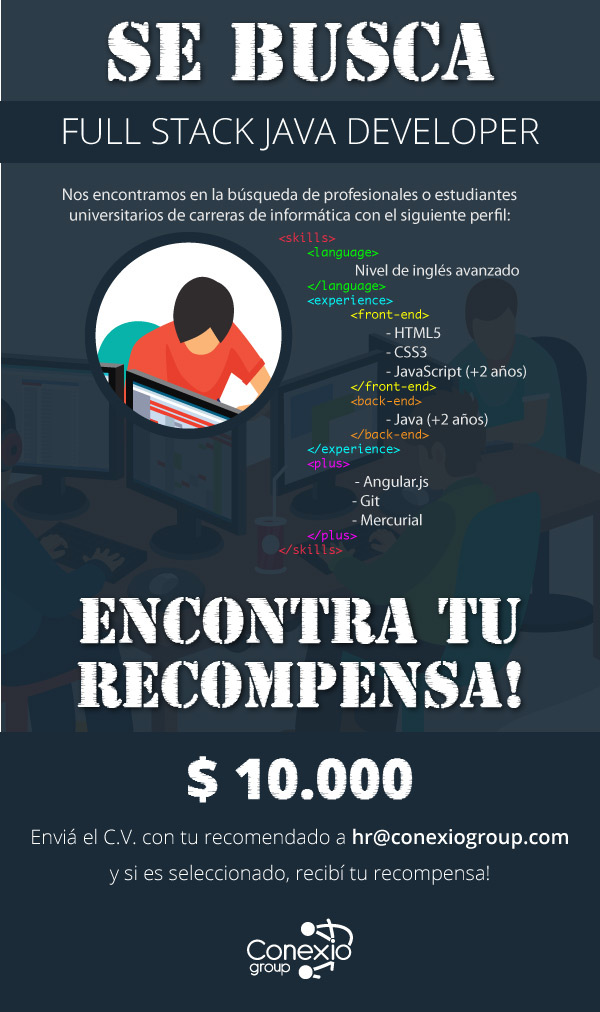 SE BUSCA
FULL STACK JAVA DEVELOPER
Nos encontramos en la búsqueda de profesionales o estudiantes
universitarios de carreras de informática con el siguiente perfil:
<skills>
<language>
Nivel de inglés avanzado
</language>
<experience>
<front-end>
- HTML5
- CSS3
- JavaScript (+2 años)
</front-end>
<back-end>
- Java (+2 años)
</back-end>
</experience>
<plus>
- Angular.js
- Git
- Mercurial
</plus>
</skills>
ENCONTRA TU
RECOMPENSA!
$ 10.000
Enviá el C.V. con tu recomendado a hr@conexiogroup.com
y si es seleccionado, recibí tu recompensa!
Conexio
group